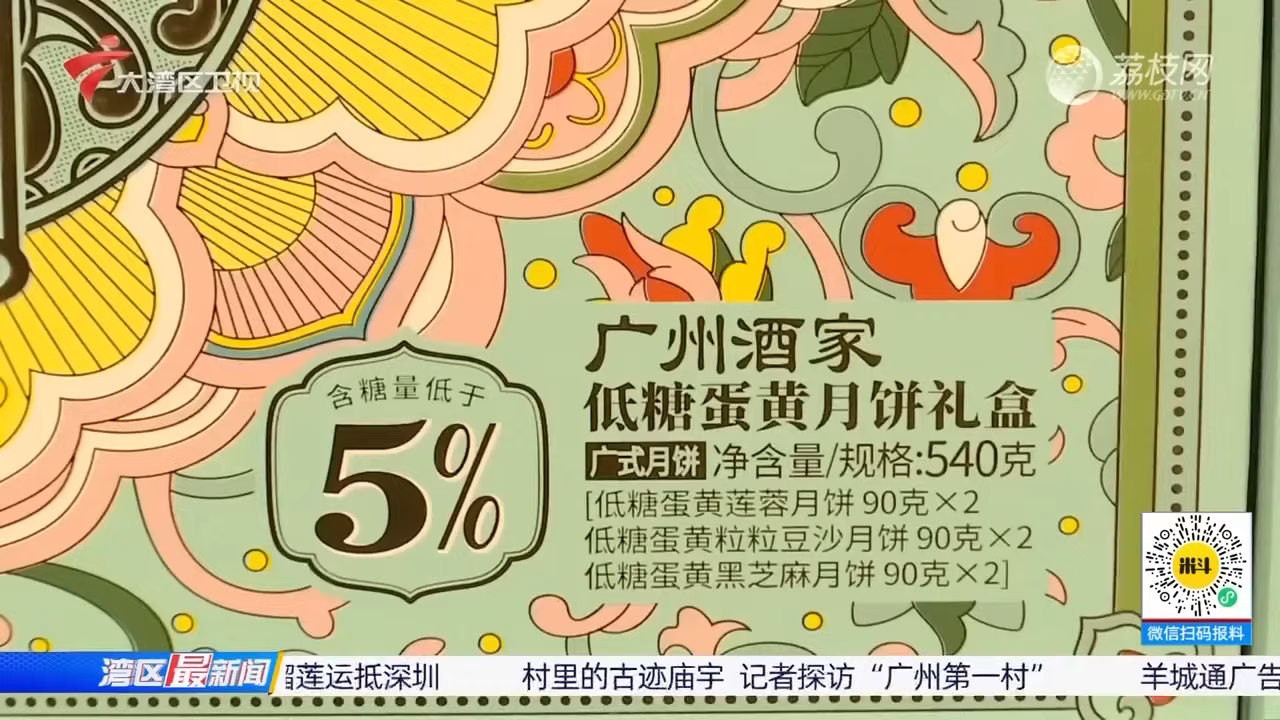 大湾区卫视
荔枝网
WWW.GDTV.CN
含糖量低于
5%
广州酒家
低糖蛋黄月饼礼盒
广式月饼 净含量/规格:540克
[低糖蛋黄莲蓉月饼 90克×2
低糖蛋黄粒粒豆沙月饼 90克×2
低糖蛋黄黑芝麻月饼 90克×2]
米斗
微信扫码报料
湾区最新闻
榴莲运抵深圳 村里的古迹庙宇 记者探访“广州第一村” 羊城通广告